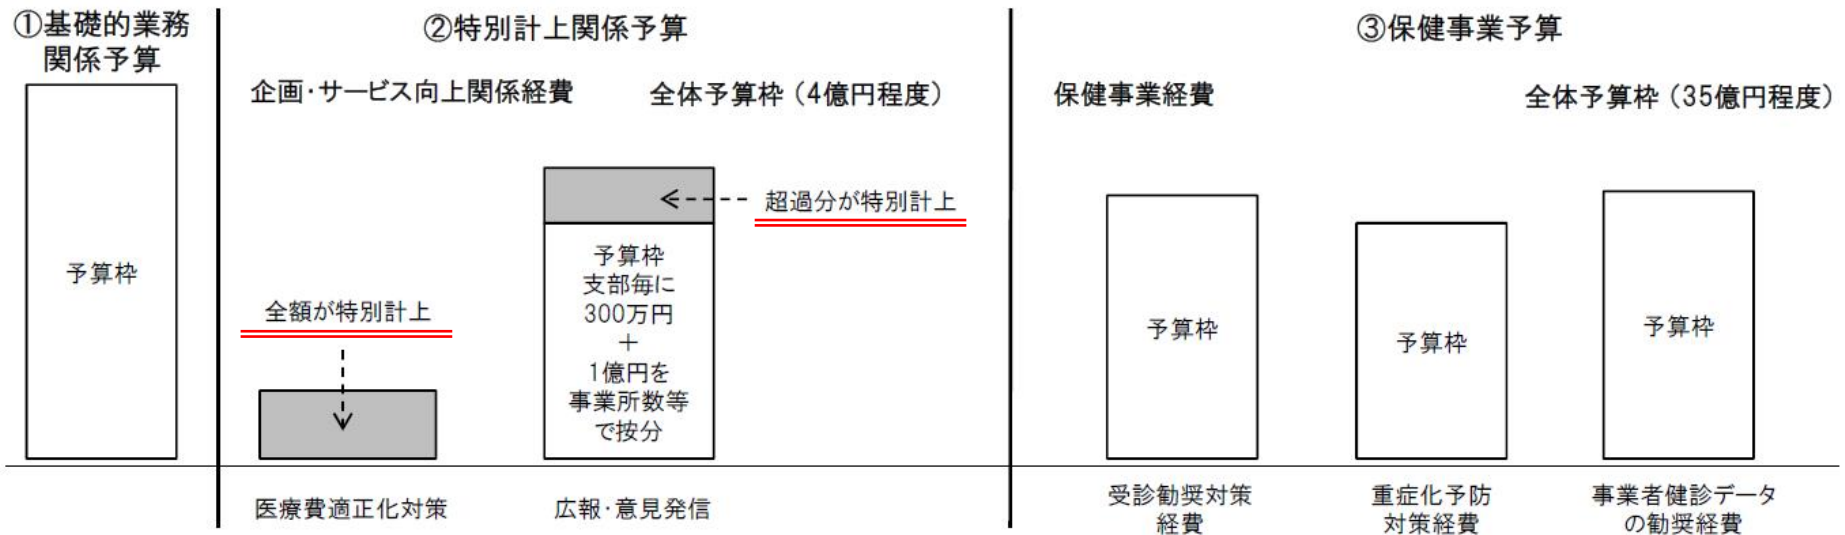 ①基礎的業務
関係予算
予算枠
②特別計上関係予算
企画・サービス向上関係経費
全体予算枠（4億円程度）
全額が特別計上
超過分が特別計上
予算枠
支部毎に
300万円
＋
1億円を
事業所数等
で按分
医療費適正化対策
広報・意見発信
③保健事業予算
保健事業経費
全体予算枠（35億円程度）
予算枠
予算枠
予算枠
受診勧奨対策
経費
重症化予防
対策経費
事業者健診データ
の勧奨経費